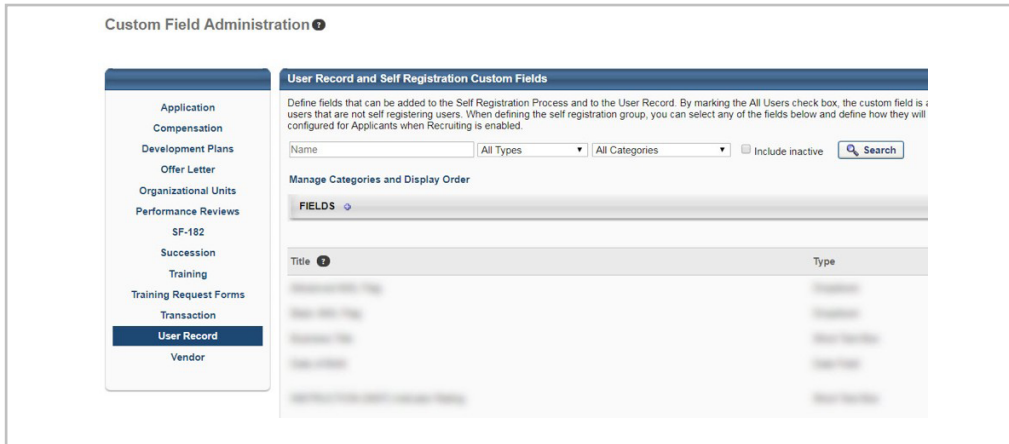 Custom Field Administration
User Record and Self Registration Custom Fields
Application
Compensation
Development Plans
Offer Letter
Organizational Units
Performance Reviews
SF-182
Succession
Training
Training Request Forms
Transaction
User Record
Vendor
Define fields that can be added to the Self Registration Process and to the User Record. By marking the All Users check box, the custom field is
users that are not self registering users. When defining the self registration group, you can select any of the fields below and define how they will
configured for Applicants when Recruiting is enabled.
Name All Types All Categories Include inactive Search
Manage Categories and Display Order
FIELDS
Title Type